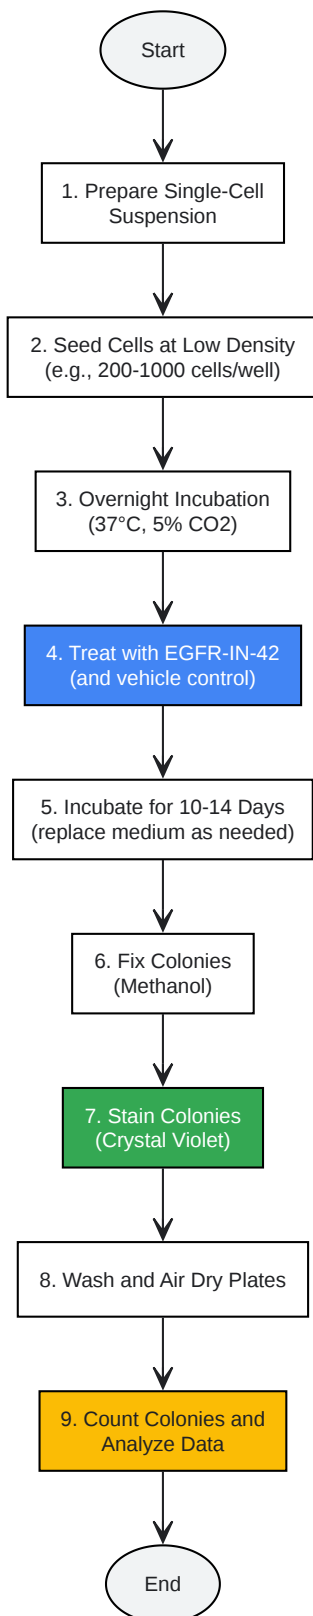 Start
1. Prepare Single-Cell
Suspension
2. Seed Cells at Low Density
(e.g., 200-1000 cells/well)
3. Overnight Incubation
(37°C, 5% CO2)
4. Treat with EGFR-IN-42
(and vehicle control)
5. Incubate for 10-14 Days
(replace medium as needed)
6. Fix Colonies
(Methanol)
7. Stain Colonies
(Crystal Violet)
8. Wash and Air Dry Plates
9. Count Colonies and
Analyze Data
End